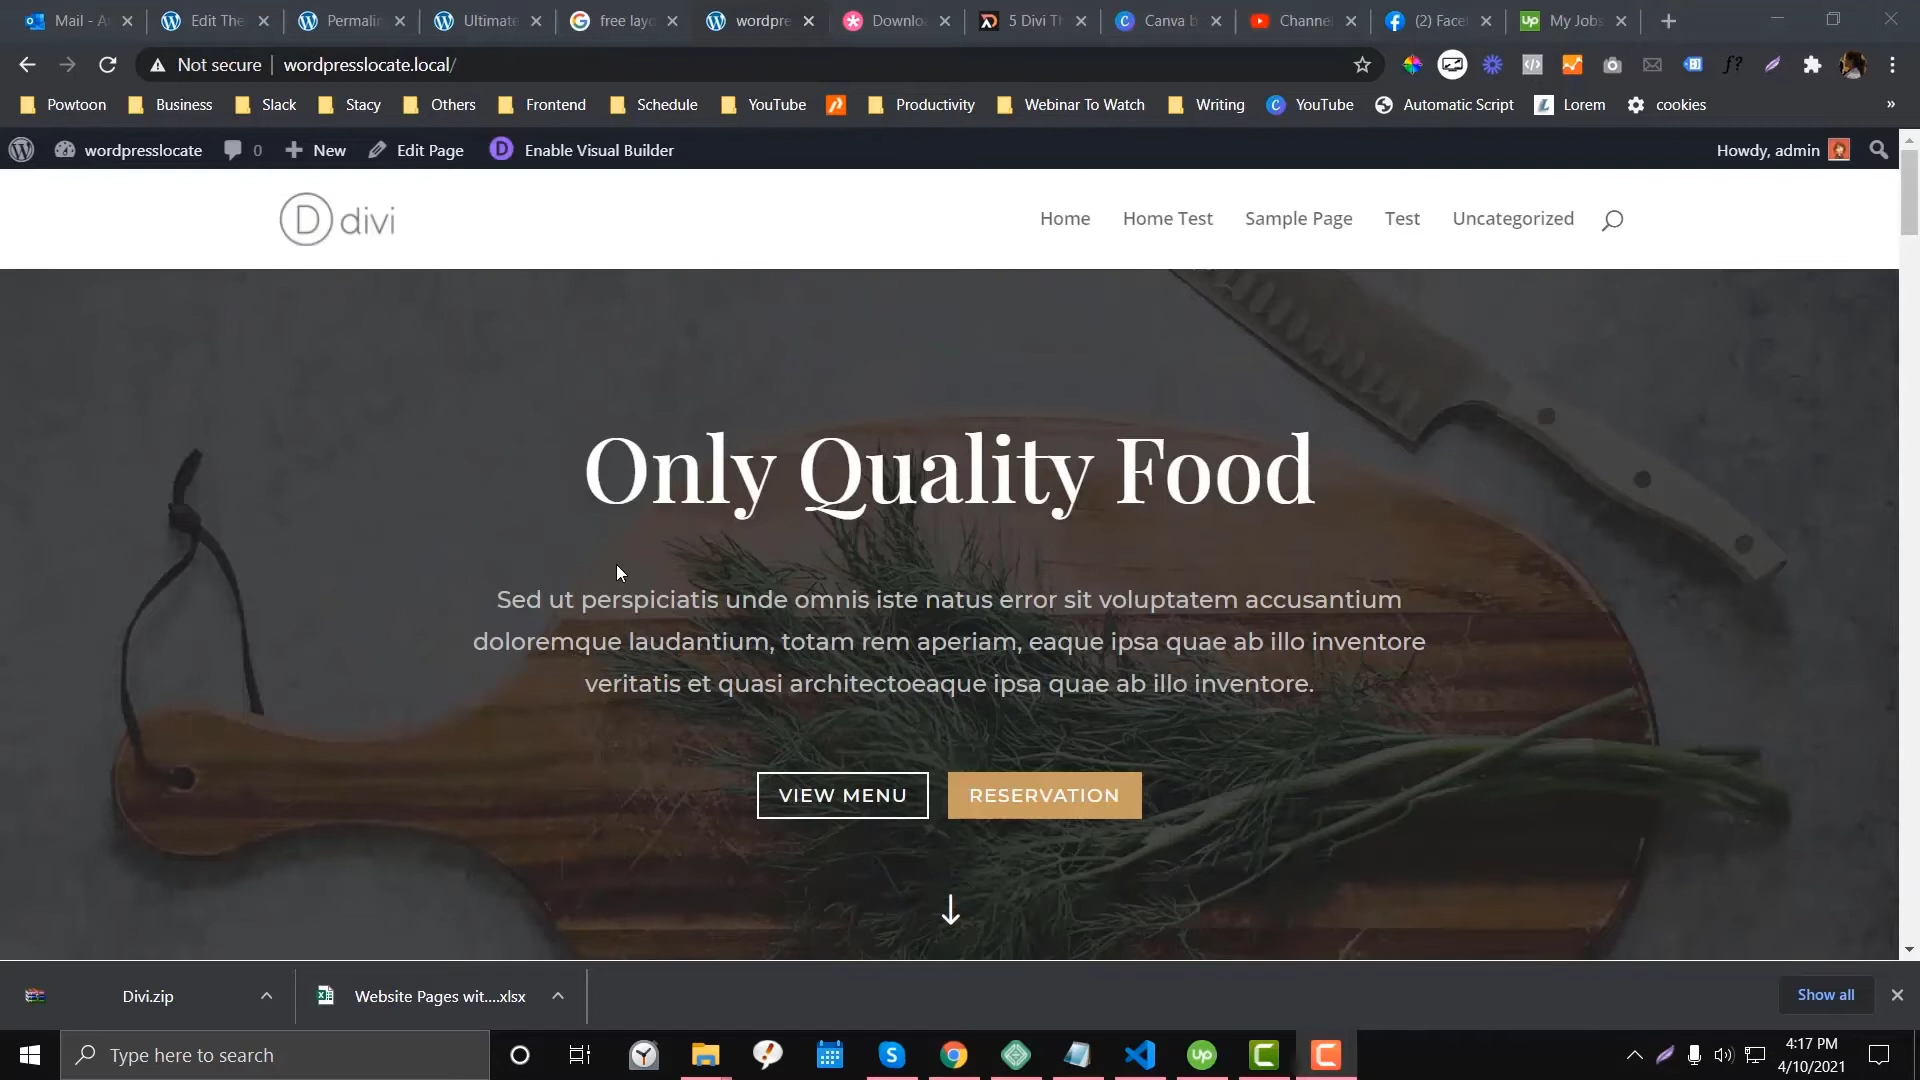 Mail - A
Edit The
Permalin
Ultimate
free layo
wordpre
Downlo
5 Divi Th
Canva b
Channe
(2) Face
My Jobs
Not secure
wordpresslocate.local/
Powtoon
Business
Slack
Stacy
Others
Frontend
Schedule
YouTube
Productivity
Webinar To Watch
Writing
YouTube
Automatic Script
Lorem
cookies
»
wordpresslocate
0
New
Edit Page
Enable Visual Builder
Howdy, admin
divi
Home
Home Test
Sample Page
Test
Uncategorized
Only Quality Food
Sed ut perspiciatis unde omnis iste natus error sit voluptatem accusantium
doloremque laudantium, totam rem aperiam, eaque ipsa quae ab illo inventore
veritatis et quasi architectoeaque ipsa quae ab illo inventore.
VIEW MENU
RESERVATION
Divi.zip
Website Pages wit....xlsx
Show all
Type here to search
4:17 PM
4/10/2021